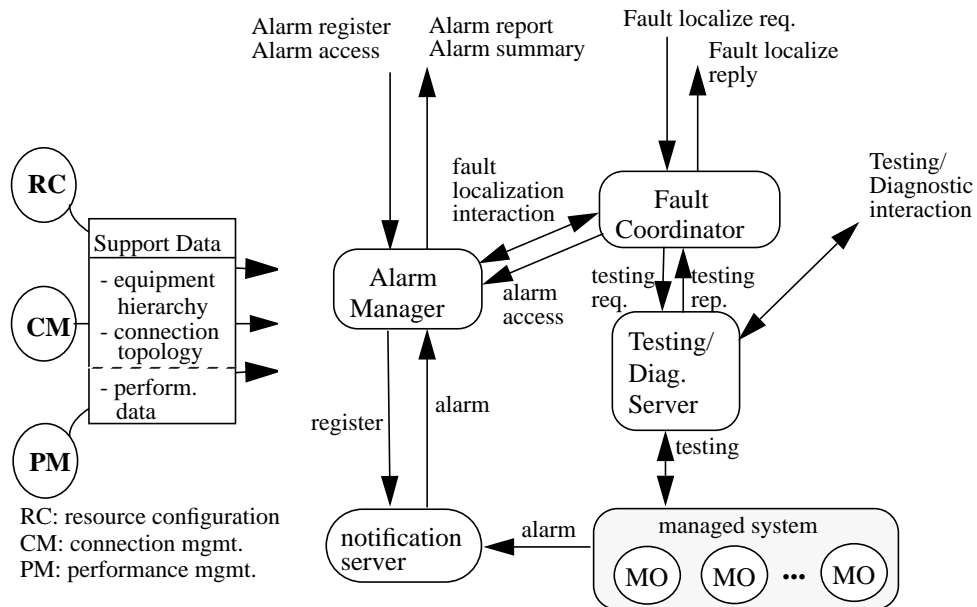 Alarm register
Alarm access
Alarm report
Alarm summary
Fault localize req.
Fault localize
reply
RC
fault
localization
interaction
Fault
Coordinator
Testing/
Diagnostic
interaction
Support Data
- equipment
hierarchy
- connection
topology
- perform.
data
CM
PM
Alarm
Manager
alarm
access
testing
req.
testing
rep.
Testing/
Diag.
Server
register
alarm
testing
RC: resource configuration
CM: connection mgmt.
PM: performance mgmt.
notification
server
alarm
managed system
MO
MO
•••
MO